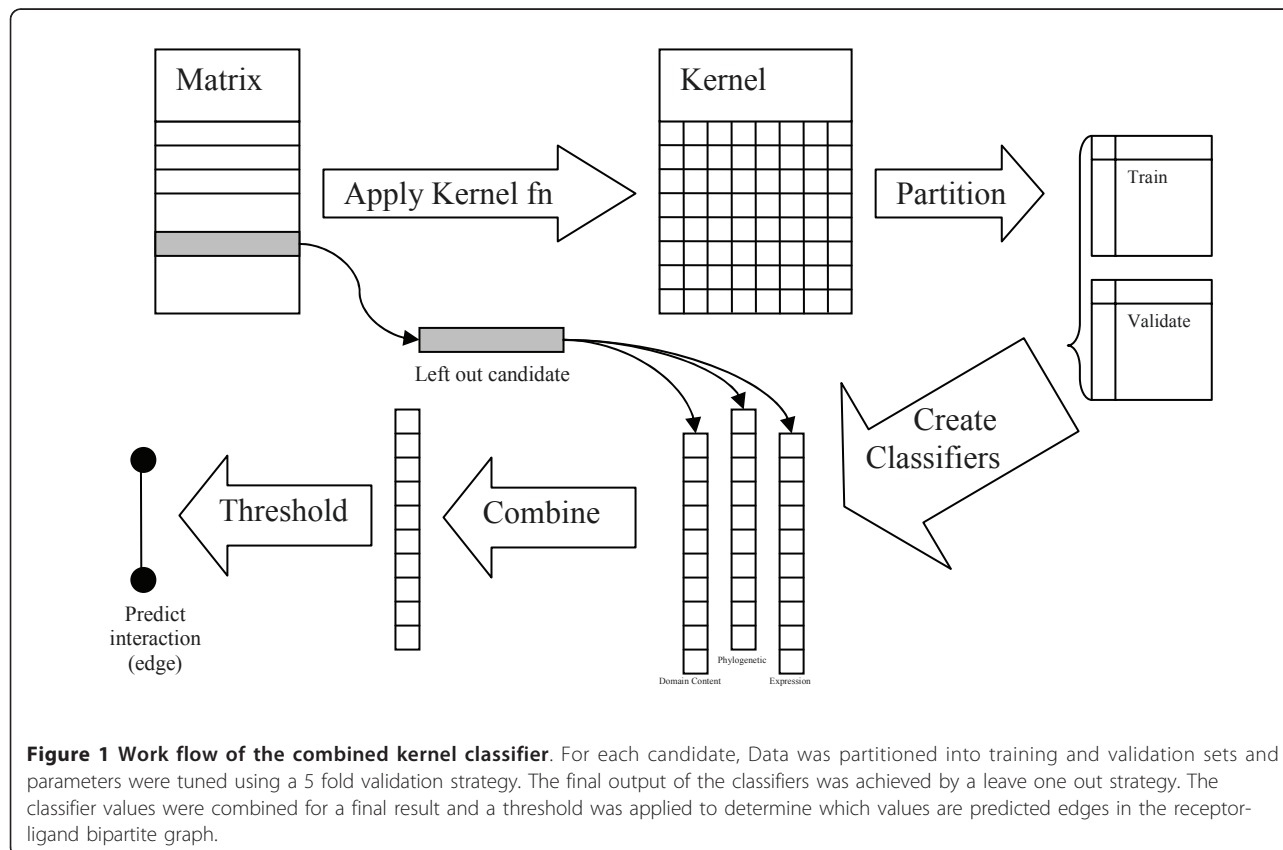 Matrix
Kernel
Apply Kernel fn
Partition
Train
Validate
Left out candidate
Create
Classifiers
Combine
Threshold
Predict
interaction
(edge)
Domain Content
Phylogenetic
Expression
Figure 1 Work flow of the combined kernel classifier. For each candidate, Data was partitioned into training and validation sets and
parameters were tuned using a 5 fold validation strategy. The final output of the classifiers was achieved by a leave one out strategy. The
classifier values were combined for a final result and a threshold was applied to determine which values are predicted edges in the receptor-
ligand bipartite graph.